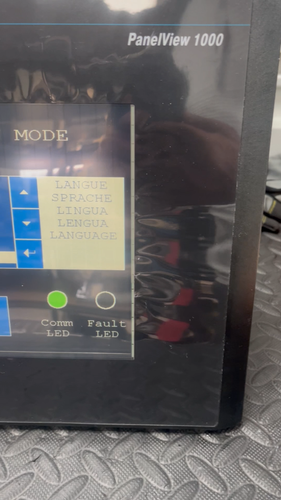 PanelView 1000
MODE
LANGUE
SPRACHE
LINGUA
LENGUA
LANGUAGE
Comm Fault
LED LED